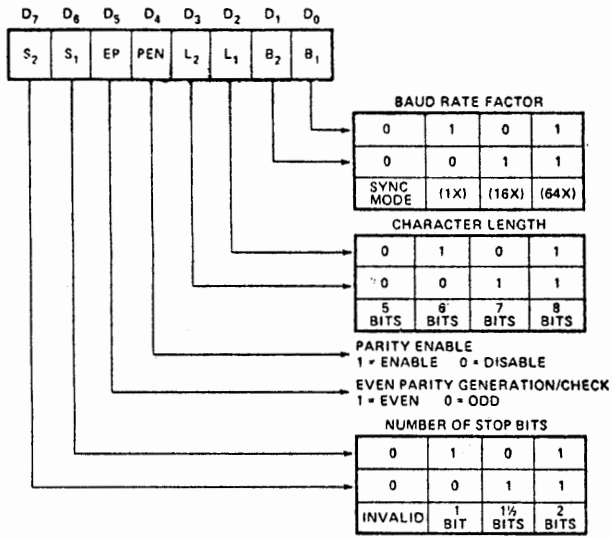 D7 D6 D5 D4 D3 D2 D1 D0
S2 S1 EP PEN L2 L1 B2 B1
BAUD RATE FACTOR
0 1 0 1
0 0 1 1
SYNC MODE (1X) (16X) (64X)
CHARACTER LENGTH
0 1 0 1
0 0 1 1
5 BITS 6 BITS 7 BITS 8 BITS
PARITY ENABLE
1 = ENABLE 0 = DISABLE
EVEN PARITY GENERATION/CHECK
1 = EVEN 0 = ODD
NUMBER OF STOP BITS
0 1 0 1
0 0 1 1
INVALID 1 BIT 1½ BITS 2 BITS